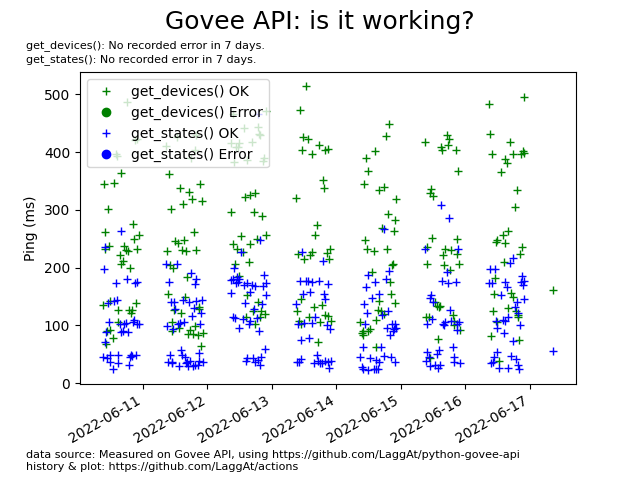 Govee API: is it working?
get_devices(): No recorded error in 7 days.
get_states(): No recorded error in 7 days.
get_devices() OK
get_devices() Error
get_states() OK
get_states() Error
500
400
300
200
100
0
Ping (ms)
2022-06-11
2022-06-12
2022-06-13
2022-06-14
2022-06-15
2022-06-16
2022-06-17
data source: Measured on Govee API, using https://github.com/LaggAt/python-govee-api
history & plot: https://github.com/LaggAt/actions